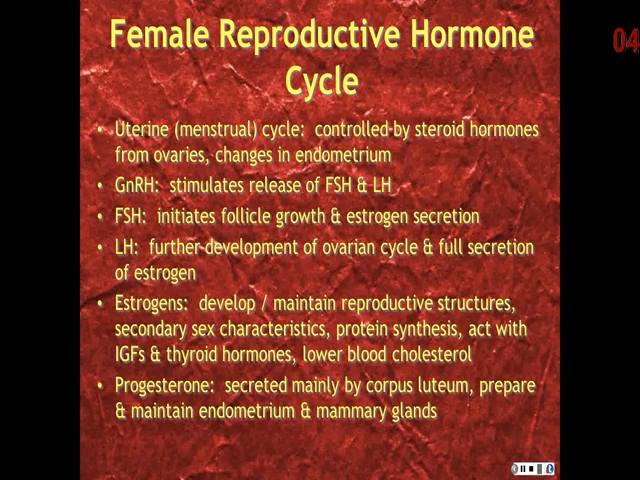 Female Reproductive Hormone
Cycle
04
• Uterine (menstrual) cycle: controlled by steroid hormones
from ovaries, changes in endometrium
• GnRH: stimulates release of FSH & LH
• FSH: initiates follicle growth & estrogen secretion
• LH: further development of ovarian cycle & full secretion
of estrogen
• Estrogens: develop / maintain reproductive structures,
secondary sex characteristics, protein synthesis, act with
IGFs & thyroid hormones, lower blood cholesterol
• Progesterone: secreted mainly by corpus luteum, prepare
& maintain endometrium & mammary glands